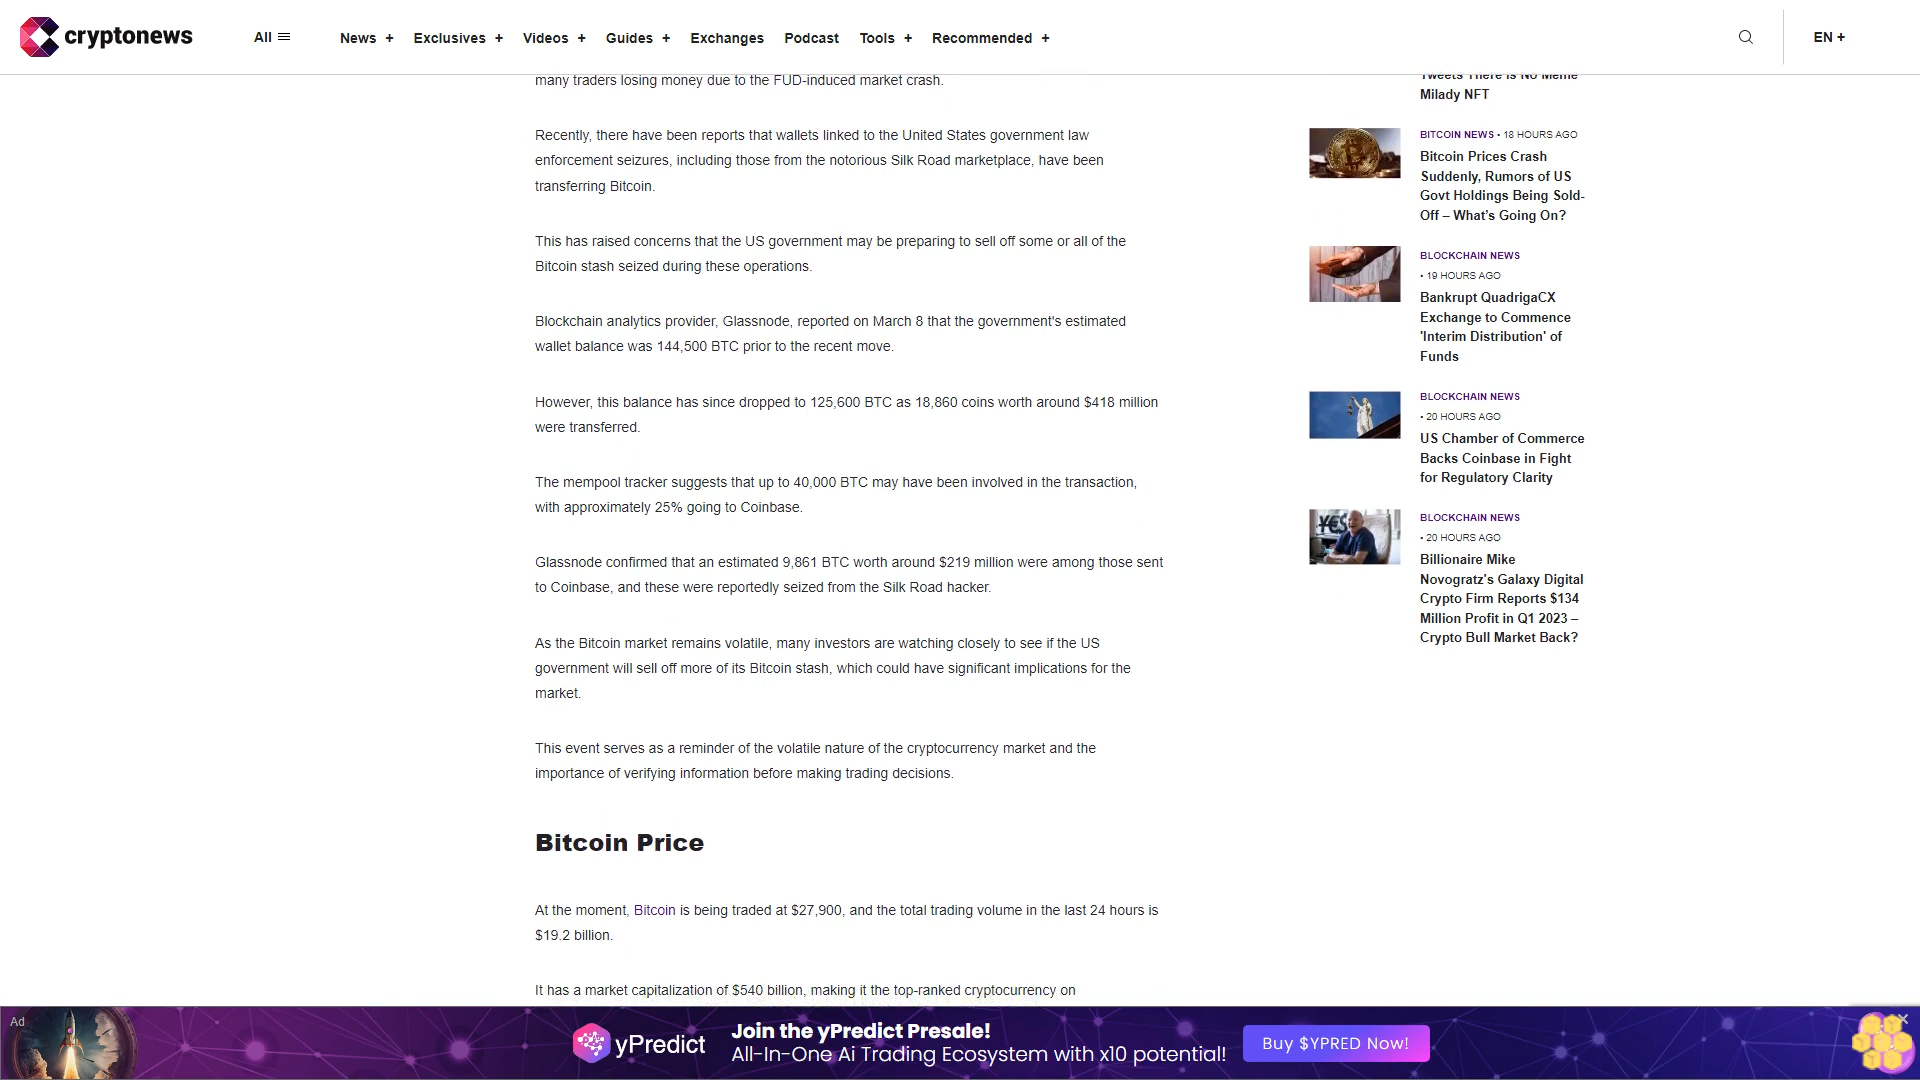 cryptonews
All
News +
Exclusives +
Videos +
Guides +
Exchanges
Podcast
Tools +
Recommended +
EN +
many traders losing money due to the FUD-induced market crash.
Recently, there have been reports that wallets linked to the United States government law
enforcement seizures, including those from the notorious Silk Road marketplace, have been
transferring Bitcoin.
This has raised concerns that the US government may be preparing to sell off some or all of the
Bitcoin stash seized during these operations.
Blockchain analytics provider, Glassnode, reported on March 8 that the government's estimated
wallet balance was 144,500 BTC prior to the recent move.
However, this balance has since dropped to 125,600 BTC as 18,860 coins worth around $418 million
were transferred.
The mempool tracker suggests that up to 40,000 BTC may have been involved in the transaction,
with approximately 25% going to Coinbase.
Glassnode confirmed that an estimated 9,861 BTC worth around $219 million were among those sent
to Coinbase, and these were reportedly seized from the Silk Road hacker.
As the Bitcoin market remains volatile, many investors are watching closely to see if the US
government will sell off more of its Bitcoin stash, which could have significant implications for the
market.
This event serves as a reminder of the volatile nature of the cryptocurrency market and the
importance of verifying information before making trading decisions.
Bitcoin Price
At the moment, Bitcoin is being traded at $27,900, and the total trading volume in the last 24 hours is
$19.2 billion.
It has a market capitalization of $540 billion, making it the top-ranked cryptocurrency on
Tweets There is No Meme
Milady NFT
BITCOIN NEWS • 18 HOURS AGO
Bitcoin Prices Crash
Suddenly, Rumors of US
Govt Holdings Being Sold-
Off – What's Going On?
BLOCKCHAIN NEWS
• 19 HOURS AGO
Bankrupt QuadrigaCX
Exchange to Commence
'Interim Distribution' of
Funds
BLOCKCHAIN NEWS
• 20 HOURS AGO
US Chamber of Commerce
Backs Coinbase in Fight
for Regulatory Clarity
BLOCKCHAIN NEWS
• 20 HOURS AGO
Billionaire Mike
Novogratz's Galaxy Digital
Crypto Firm Reports $134
Million Profit in Q1 2023 –
Crypto Bull Market Back?
Ad
yPredict
Join the yPredict Presale!
All-In-One Ai Trading Ecosystem with x10 potential!
Buy $YPRED Now!